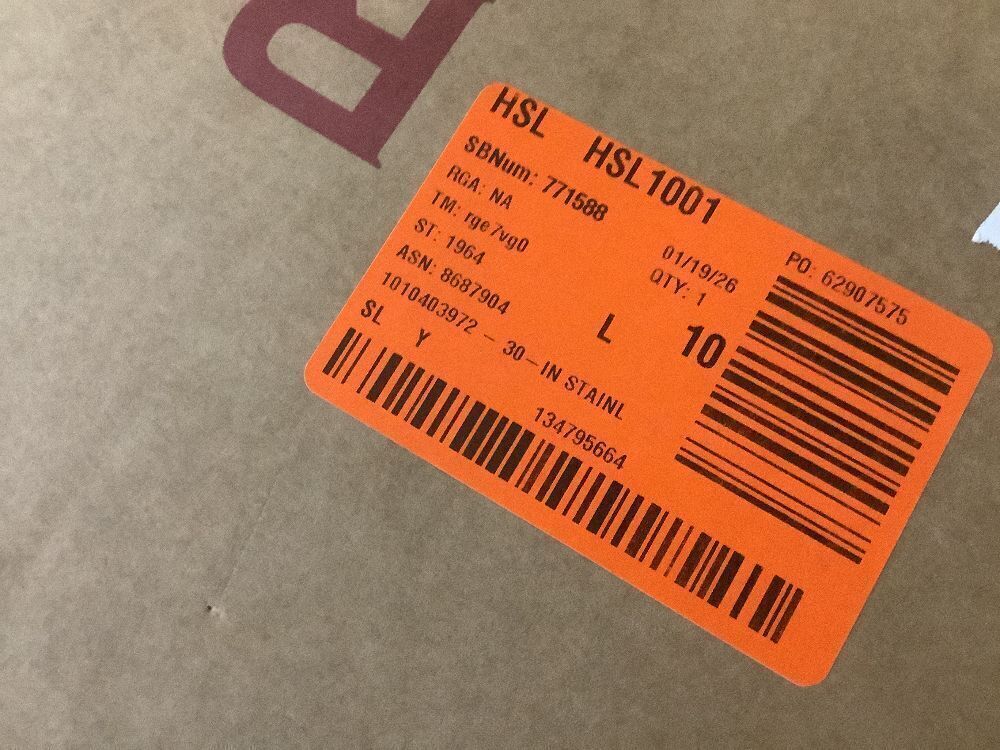 R
HSL HSL1001
SBNum: 771588
RGA: NA
TM: rge7vg0
ST: 1964
ASN: 8687904
1010403972 - 30-IN STAINL
SL Y
01/19/26
QTY: 1
L 10
PO: 62907575
134795664